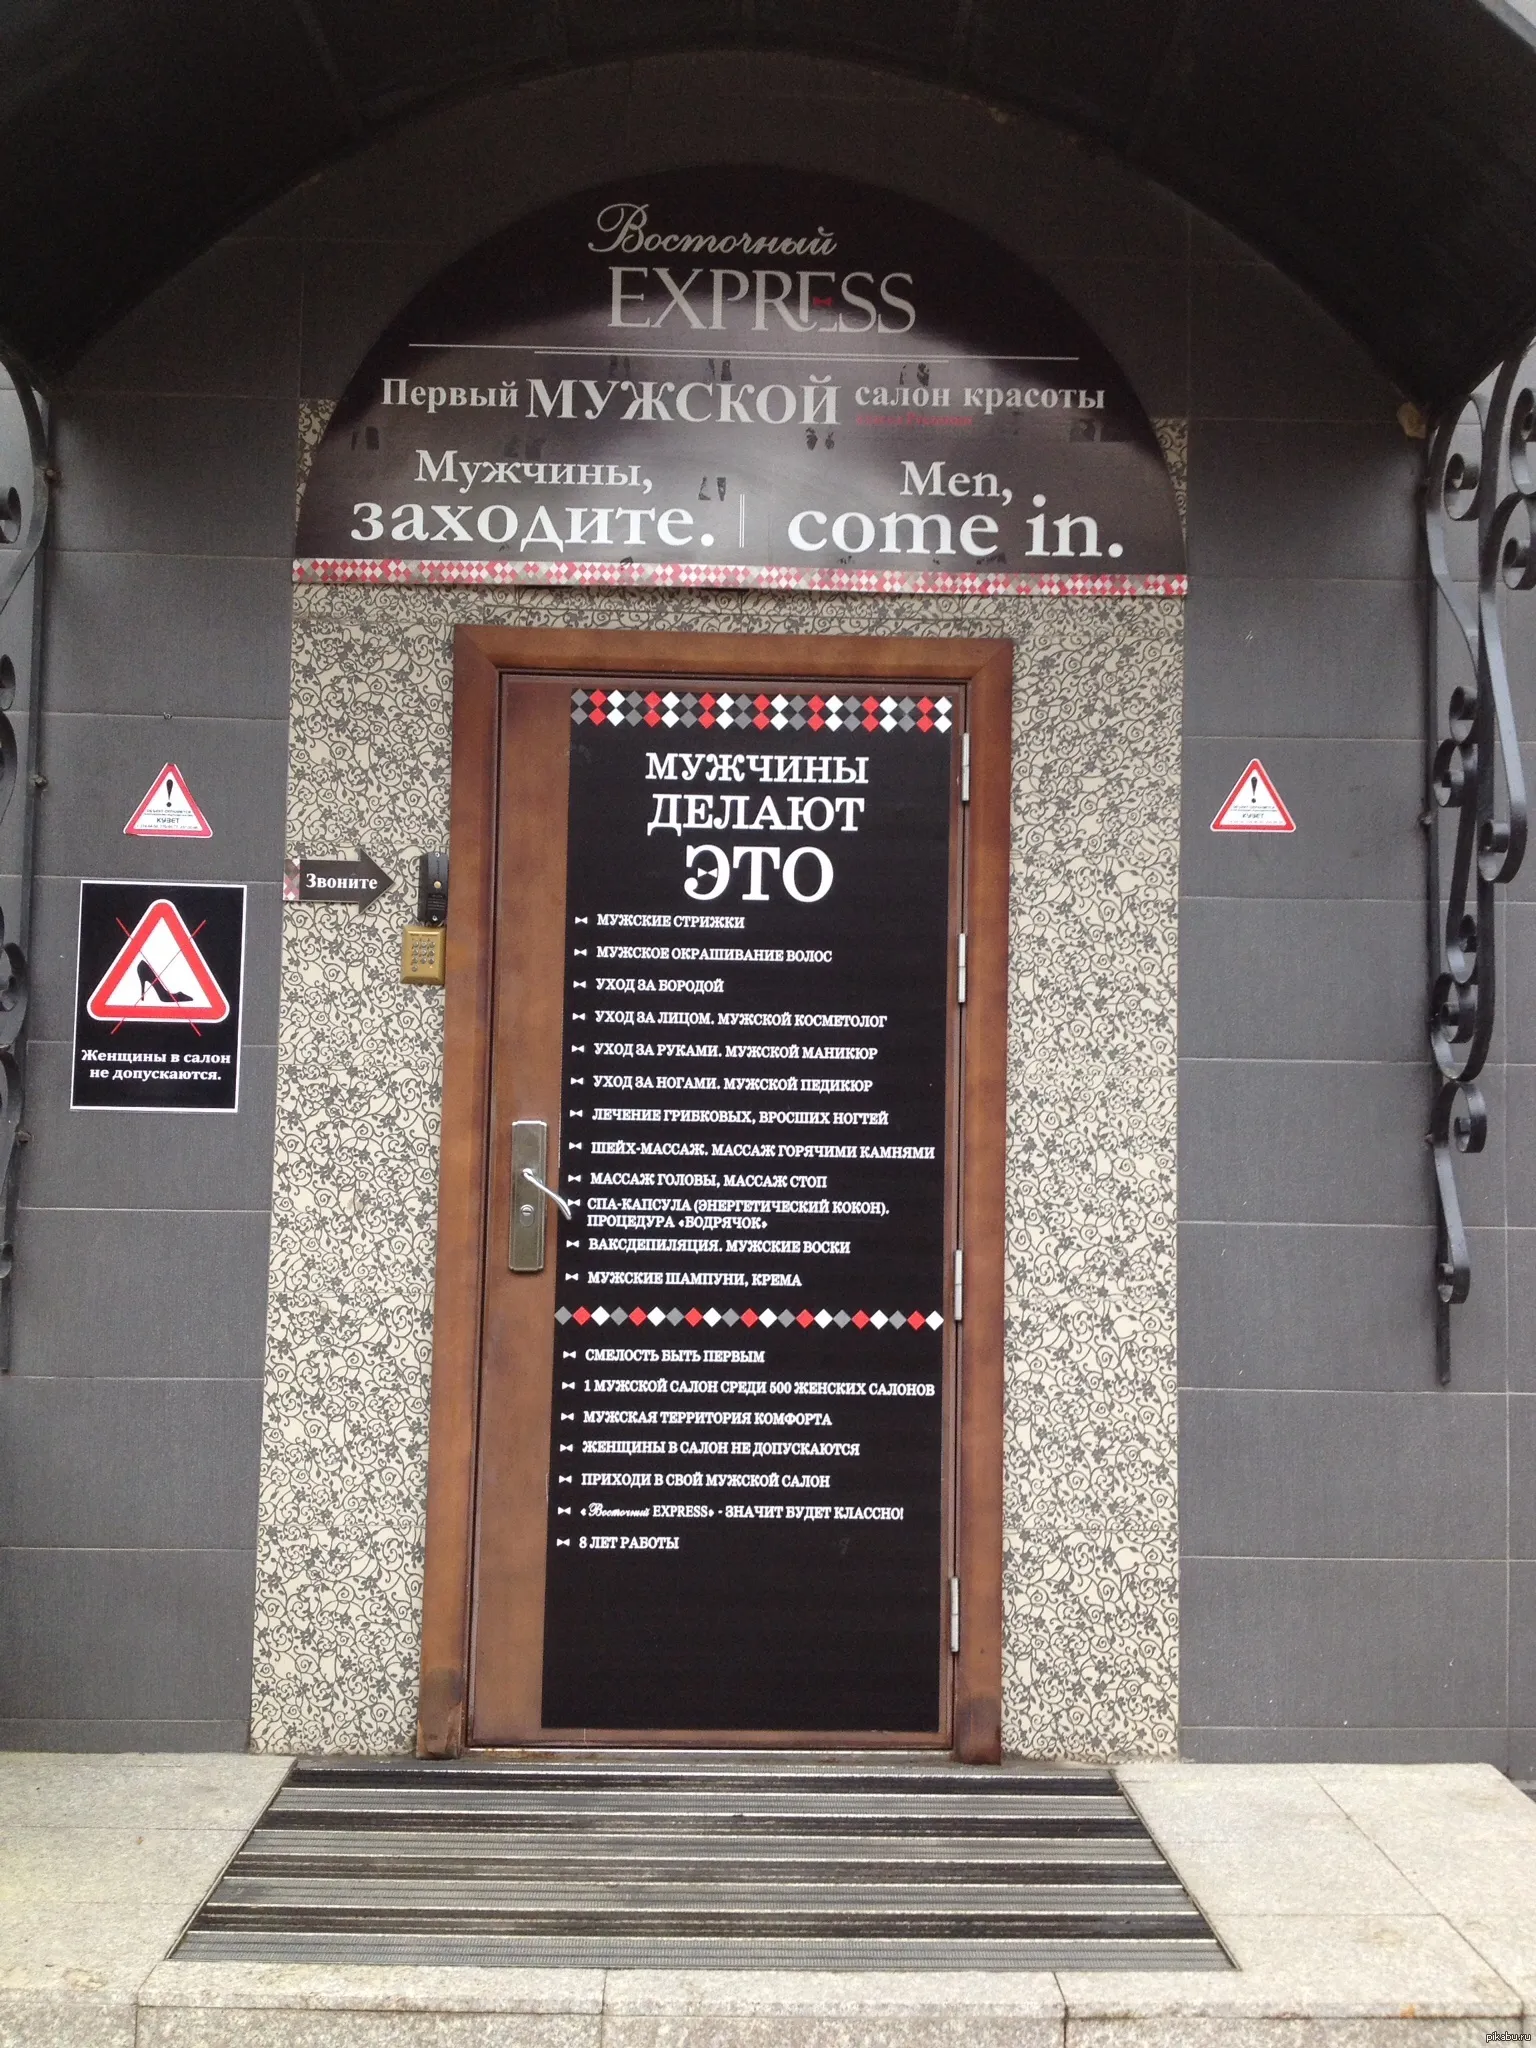 Восточный
EXPRESS
Первый МУЖСКОЙ салон красоты
Мужчины,
заходите.
Men,
come in.
МУЖЧИНЫ
ДЕЛАЮТ
ЭТО
МУЖСКИЕ СТРИЖКИ
МУЖСКОЕ ОКРАШИВАНИЕ ВОЛОС
УХОД ЗА БОРОДОЙ
УХОД ЗА ЛИЦОМ. МУЖСКОЙ КОСМЕТОЛОГ
УХОД ЗА РУКАМИ. МУЖСКОЙ МАНИКЮР
УХОД ЗА НОГАМИ. МУЖСКОЙ ПЕДИКЮР
ЛЕЧЕНИЕ ГРИБКОВЫХ, ВРОСШИХ НОГТЕЙ
ШЕЙХ-МАССАЖ. МАССАЖ ГОРЯЧИМИ КАМНЯМИ
МАССАЖ ГОЛОВЫ, МАССАЖ СТОП
СПА-КАПСУЛА (ЭНЕРГЕТИЧЕСКИЙ КОКОН).
ПРОЦЕДУРА «БОДРЯЧОК»
ВАКСДЕПИЛЯЦИЯ. МУЖСКИЕ ВОСКИ
МУЖСКИЕ ШАМПУНИ, КРЕМА
СМЕЛОСТЬ БЫТЬ ПЕРВЫМ
1 МУЖСКОЙ САЛОН СРЕДИ 500 ЖЕНСКИХ САЛОНОВ
МУЖСКАЯ ТЕРРИТОРИЯ КОМФОРТА
ЖЕНЩИНЫ В САЛОН НЕ ДОПУСКАЮТСЯ
ПРИХОДИ В СВОЙ МУЖСКОЙ САЛОН
«Восточный EXPRESS» - ЗНАЧИТ БУДЕТ КЛАССНО!
8 ЛЕТ РАБОТЫ
Звоните
Женщины в салон
не допускаются.
КУВЕТ
КУВЕТ
pikabu.ru